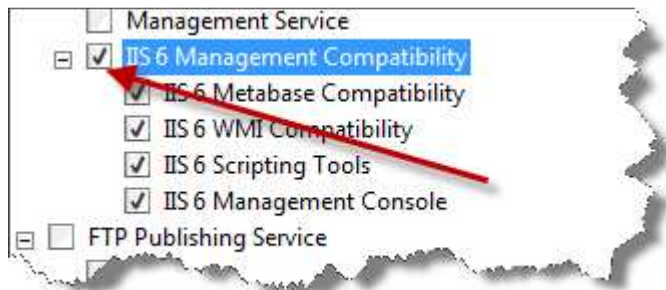 Management Service
IIS 6 Management Compatibility
IIS 6 Metabase Compatibility
IIS 6 WMI Compatibility
IIS 6 Scripting Tools
IIS 6 Management Console
FTP Publishing Service